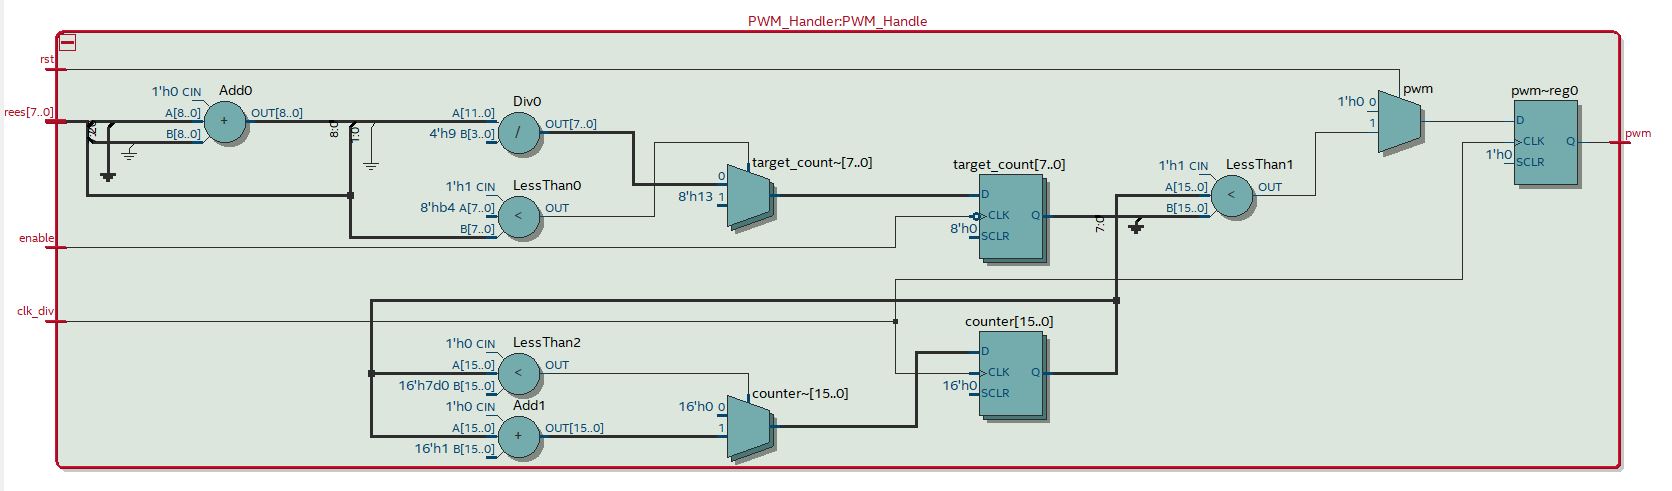 PWM_Handler:PWM_Handle
rst
rees[7..0]
enable
clk_div
1'h0 CIN
A[8..0]
B[8..0]
Add0
+
OUT[8..0]
8:0
1:0
A[11..0]
4'h9 B[3..0]
Div0
/
OUT[7..0]
1'h1 CIN
8'hb4 A[7..0]
B[7..0]
LessThan0
<
OUT
target_count~[7..0]
0
8'h13 1
target_count[7..0]
D
CLK
Q
8'h0
SCLR
7:0
1'h1 CIN
A[15..0]
B[15..0]
LessThan1
<
OUT
pwm
1'h0 0
1
pwm~reg0
D
CLK
Q
1'h0
SCLR
pwm
1'h0 CIN
A[15..0]
16'h7d0 B[15..0]
LessThan2
<
OUT
1'h0 CIN
A[15..0]
16'h1 B[15..0]
Add1
+
OUT[15..0]
counter~[15..0]
16'h0 0
1
counter[15..0]
D
CLK
Q
16'h0
SCLR